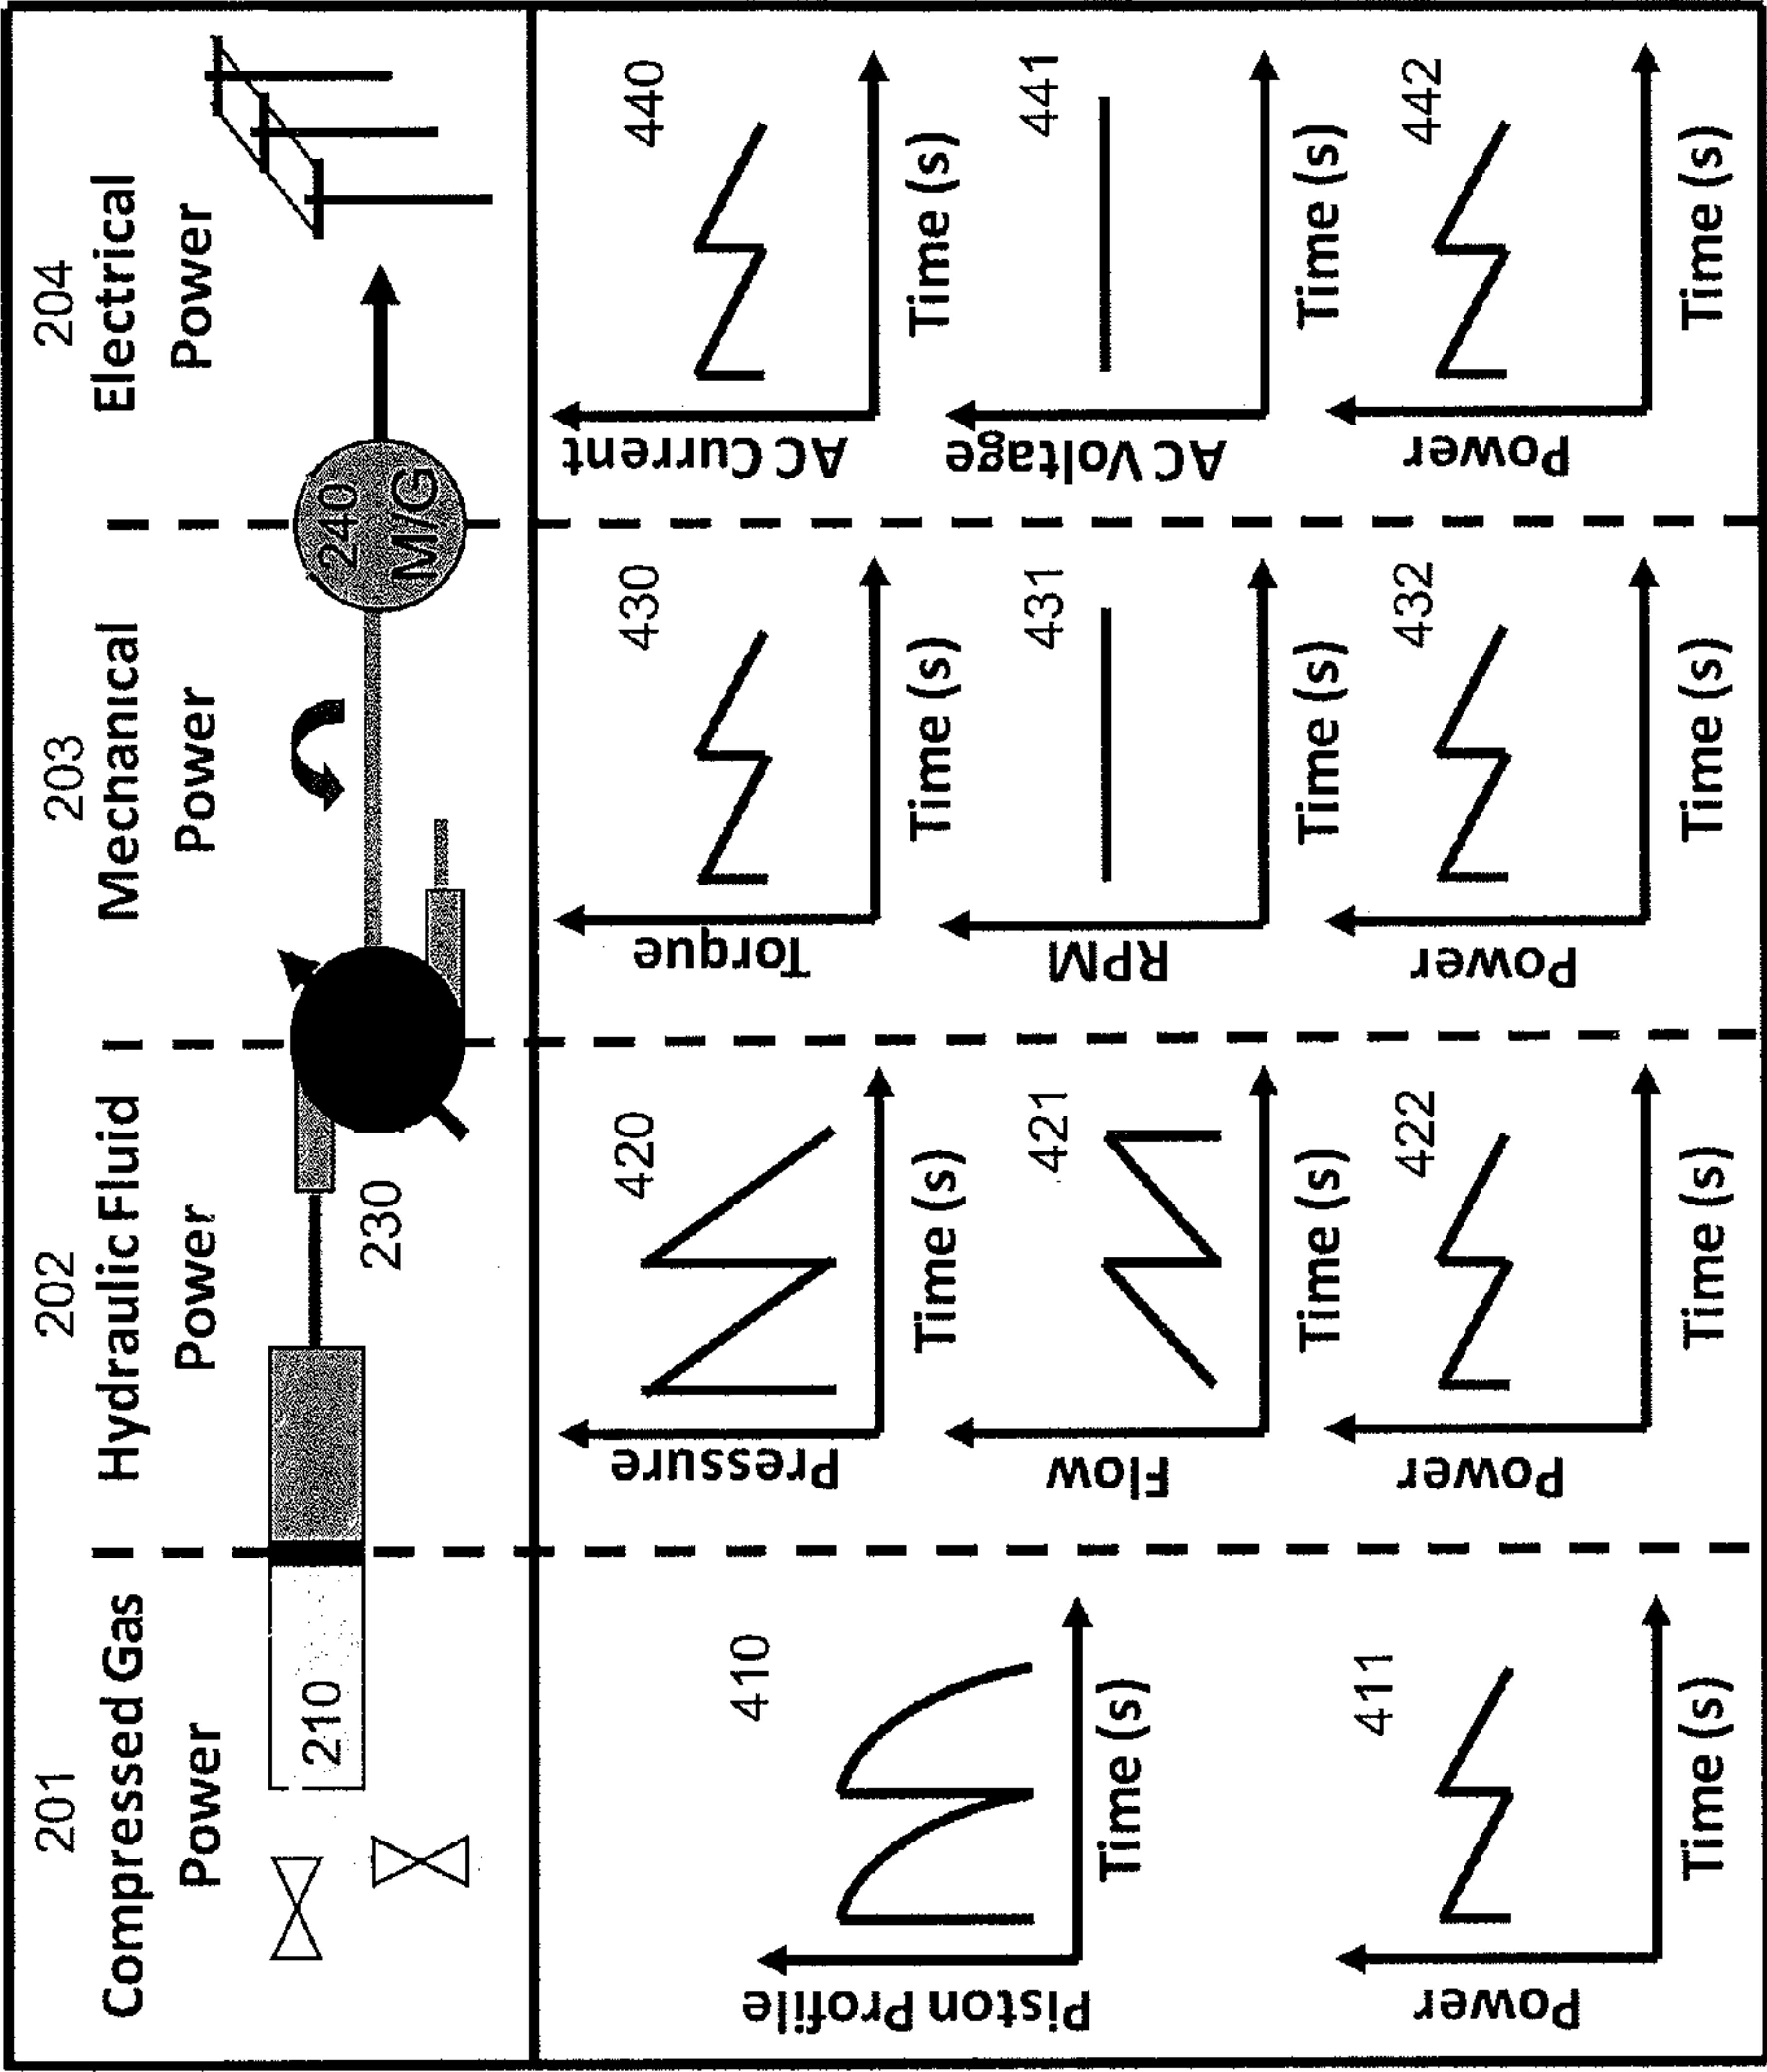 201
Compressed Gas
Power
202
Hydraulic Fluid
Power
203
Mechanical
Power
204
Electrical
Power
210
230
240
M/G
410
Piston Profile
Time (s)
411
Power
Time (s)
420
Pressure
Time (s)
421
Flow
Time (s)
422
Power
Time (s)
430
Torque
Time (s)
431
RPM
Time (s)
432
Power
Time (s)
440
AC Current
Time (s)
441
AC Voltage
Time (s)
442
Power
Time (s)